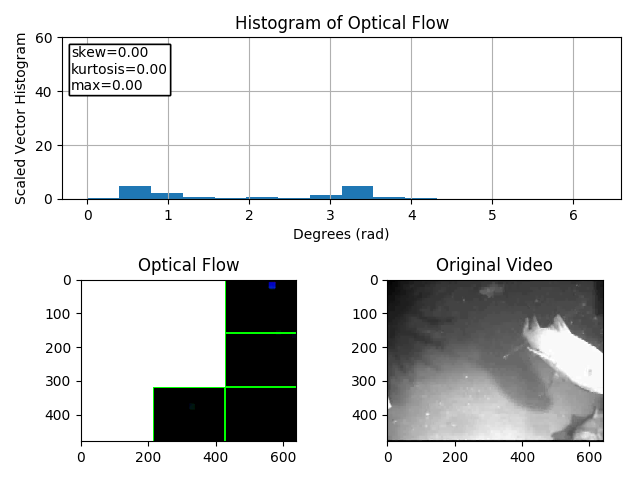 Histogram of Optical Flow
Scaled Vector Histogram
60
40
20
0
skew=0.00
kurtosis=0.00
max=0.00
0 1 2 3 4 5 6
Degrees (rad)
Optical Flow
0
100
200
300
400
0 200 400 600
Original Video
0
100
200
300
400
0 200 400 600